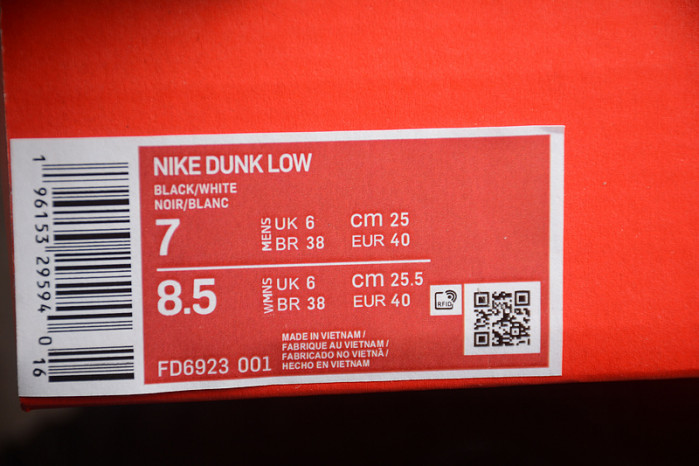 NIKE DUNK LOW
BLACK/WHITE
NOIR/BLANC
7 MENS UK 6 cm 25
BR 38 EUR 40
8.5 WMNS UK 6 cm 25.5
BR 38 EUR 40
RFID
MADE IN VIETNAM /
FABRIQUE AU VIETNAM /
FABRICADO NO VIETNÃ /
HECHO EN VIETNAM
FD6923 001
1 96153 29594 0 16